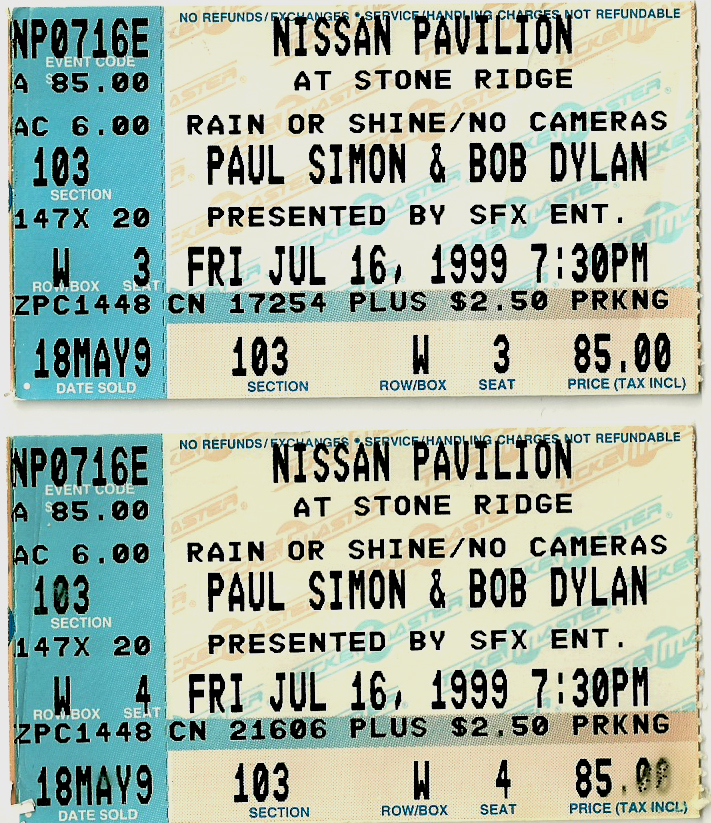 NO REFUNDS/EXCHANGES • SERVICE/HANDLING CHARGES NOT REFUNDABLE
NP0716E NISSAN PAVILION
EVENT CODE
A $ 85.00 AT STONE RIDGE
AC 6.00 RAIN OR SHINE/NO CAMERAS
103 PAUL SIMON & BOB DYLAN
SECTION
147X 20 PRESENTED BY SFX ENT.
W 3 FRI JUL 16, 1999 7:30PM
ROW/BOX SEAT
ZPC1448 CN 17254 PLUS $2.50 PRKNG
18MAY9 103 W 3 85.00
DATE SOLD SECTION ROW/BOX SEAT PRICE (TAX INCL)
NO REFUNDS/EXCHANGES • SERVICE/HANDLING CHARGES NOT REFUNDABLE
NP0716E NISSAN PAVILION
EVENT CODE
A $ 85.00 AT STONE RIDGE
AC 6.00 RAIN OR SHINE/NO CAMERAS
103 PAUL SIMON & BOB DYLAN
SECTION
147X 20 PRESENTED BY SFX ENT.
W 4 FRI JUL 16, 1999 7:30PM
ROW/BOX SEAT
ZPC1448 CN 21606 PLUS $2.50 PRKNG
18MAY9 103 W 4 85.00
DATE SOLD SECTION ROW/BOX SEAT PRICE (TAX INCL)